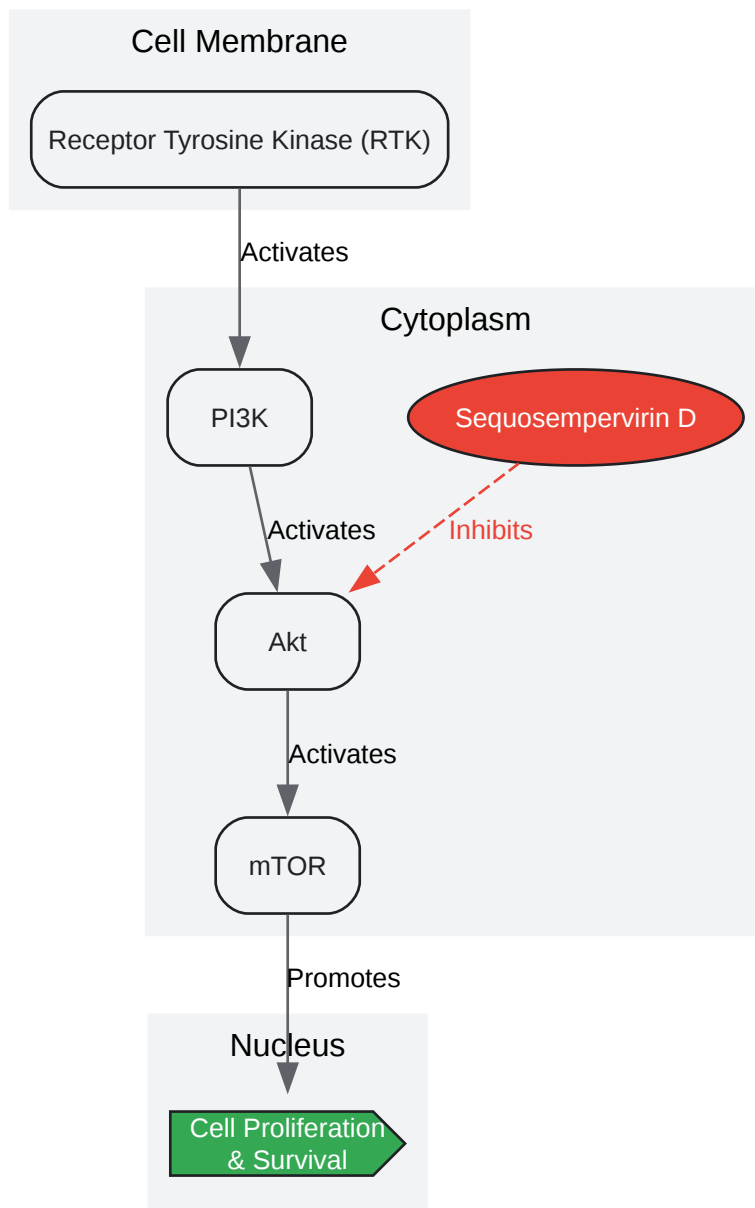 Cell Membrane
Receptor Tyrosine Kinase (RTK)
Activates
Cytoplasm
PI3K
Sequosempervirin D
Activates
Inhibits
Akt
Activates
mTOR
Promotes
Nucleus
Cell Proliferation
& Survival